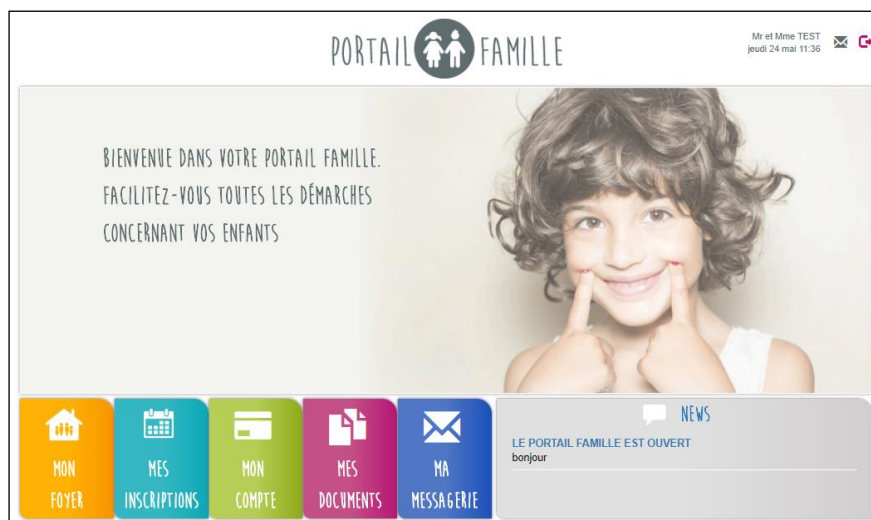 PORTAIL FAMILLE
Mr et Mme TEST
jeudi 24 mai 11:36
BIENVENUE DANS VOTRE PORTAIL FAMILLE.
FACILITEZ-VOUS TOUTES LES DÉMARCHES
CONCERNANT VOS ENFANTS
MON
FOYER
MES
INSCRIPTIONS
MON
COMPTE
MES
DOCUMENTS
MA
MESSAGERIE
NEWS
LE PORTAIL FAMILLE EST OUVERT
bonjour